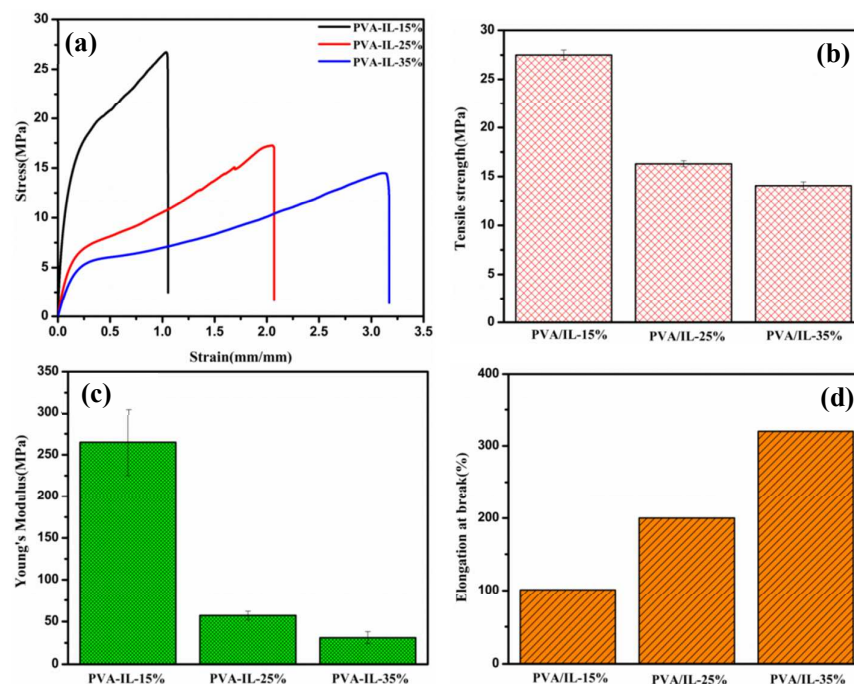 (a)
PVA-IL-15%
PVA-IL-25%
PVA-IL-35%
30
25
20
15
10
5
0
Stress(MPa)
0.0 0.5 1.0 1.5 2.0 2.5 3.0 3.5
Strain(mm/mm)
(b)
30
25
20
15
10
5
0
Tensile strength(MPa)
PVA/IL-15% PVA/IL-25% PVA/IL-35%
(c)
350
300
250
200
150
100
50
0
Young's Modulus(MPa)
PVA-IL-15% PVA-IL-25% PVA-IL-35%
(d)
400
300
200
100
0
Elongation at break(%)
PVA/IL-15% PVA/IL-25% PVA/IL-35%